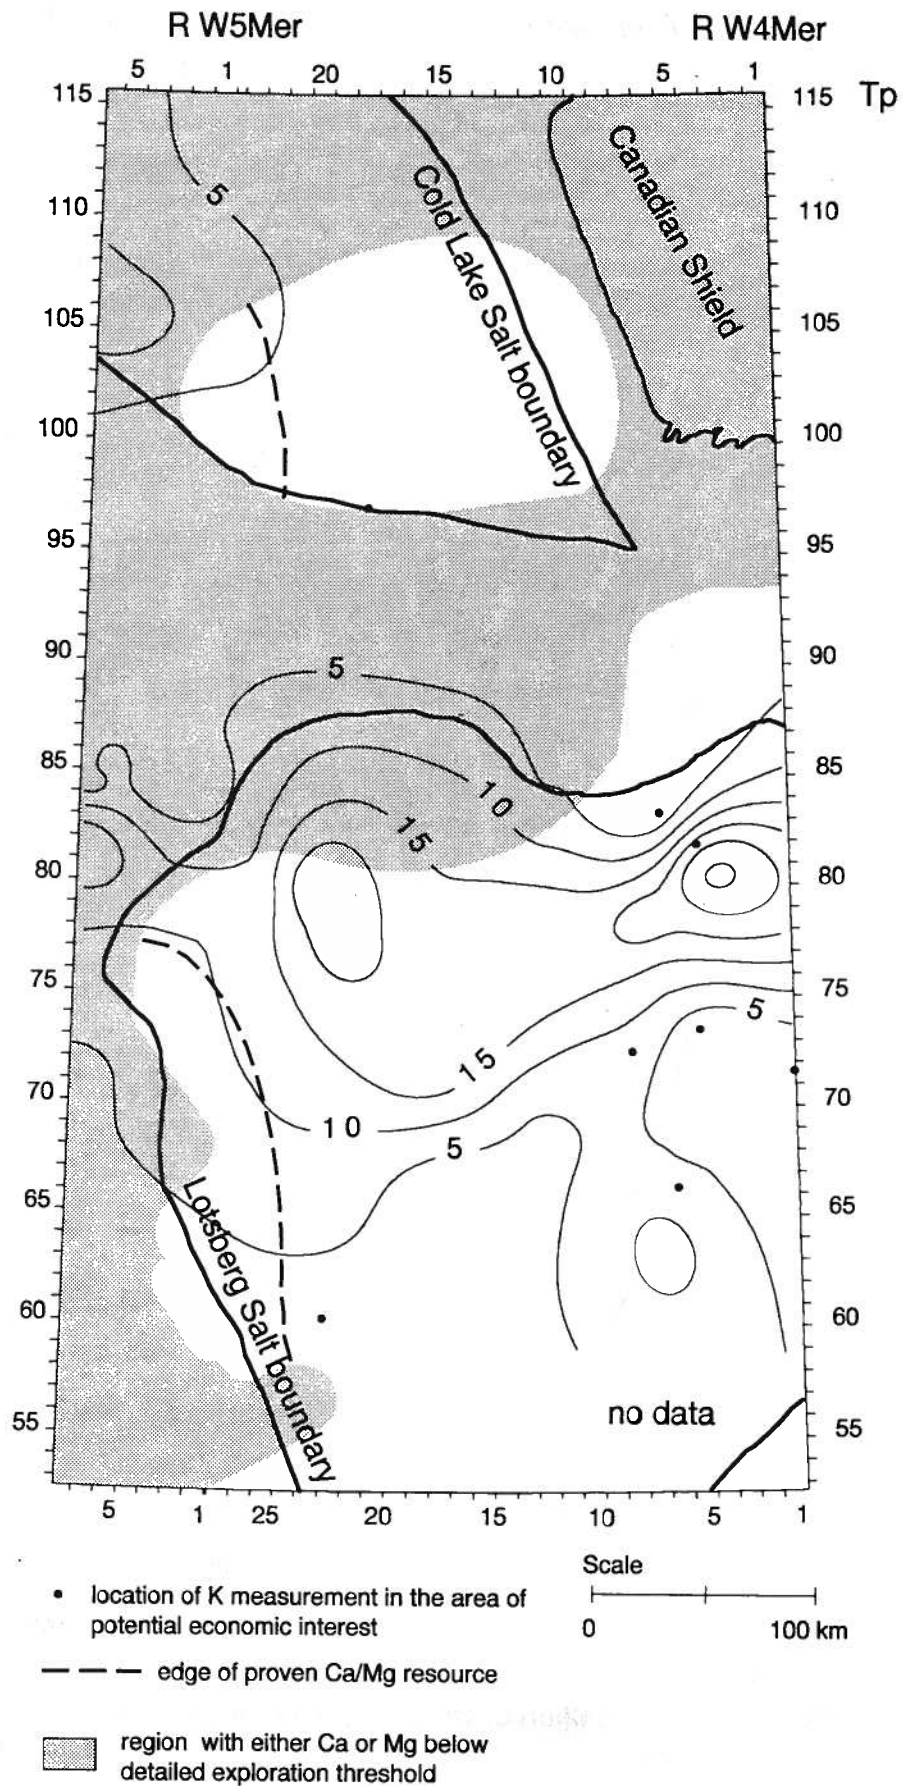 R W5Mer R W4Mer
5 1 20 15 10 5 1
115 115 Tp
110 110
105 105
100 100
95 95
90 90
85 85
80 80
75 75
70 70
65 65
60 60
55 55
5
Cold Lake Salt boundary
Canadian Shield
5
10
15
5
15
10
5
Lotsberg Salt boundary
no data
5 1 25 20 15 10 5 1
Scale
0 100 km
location of K measurement in the area of
potential economic interest
edge of proven Ca/Mg resource
region with either Ca or Mg below
detailed exploration threshold